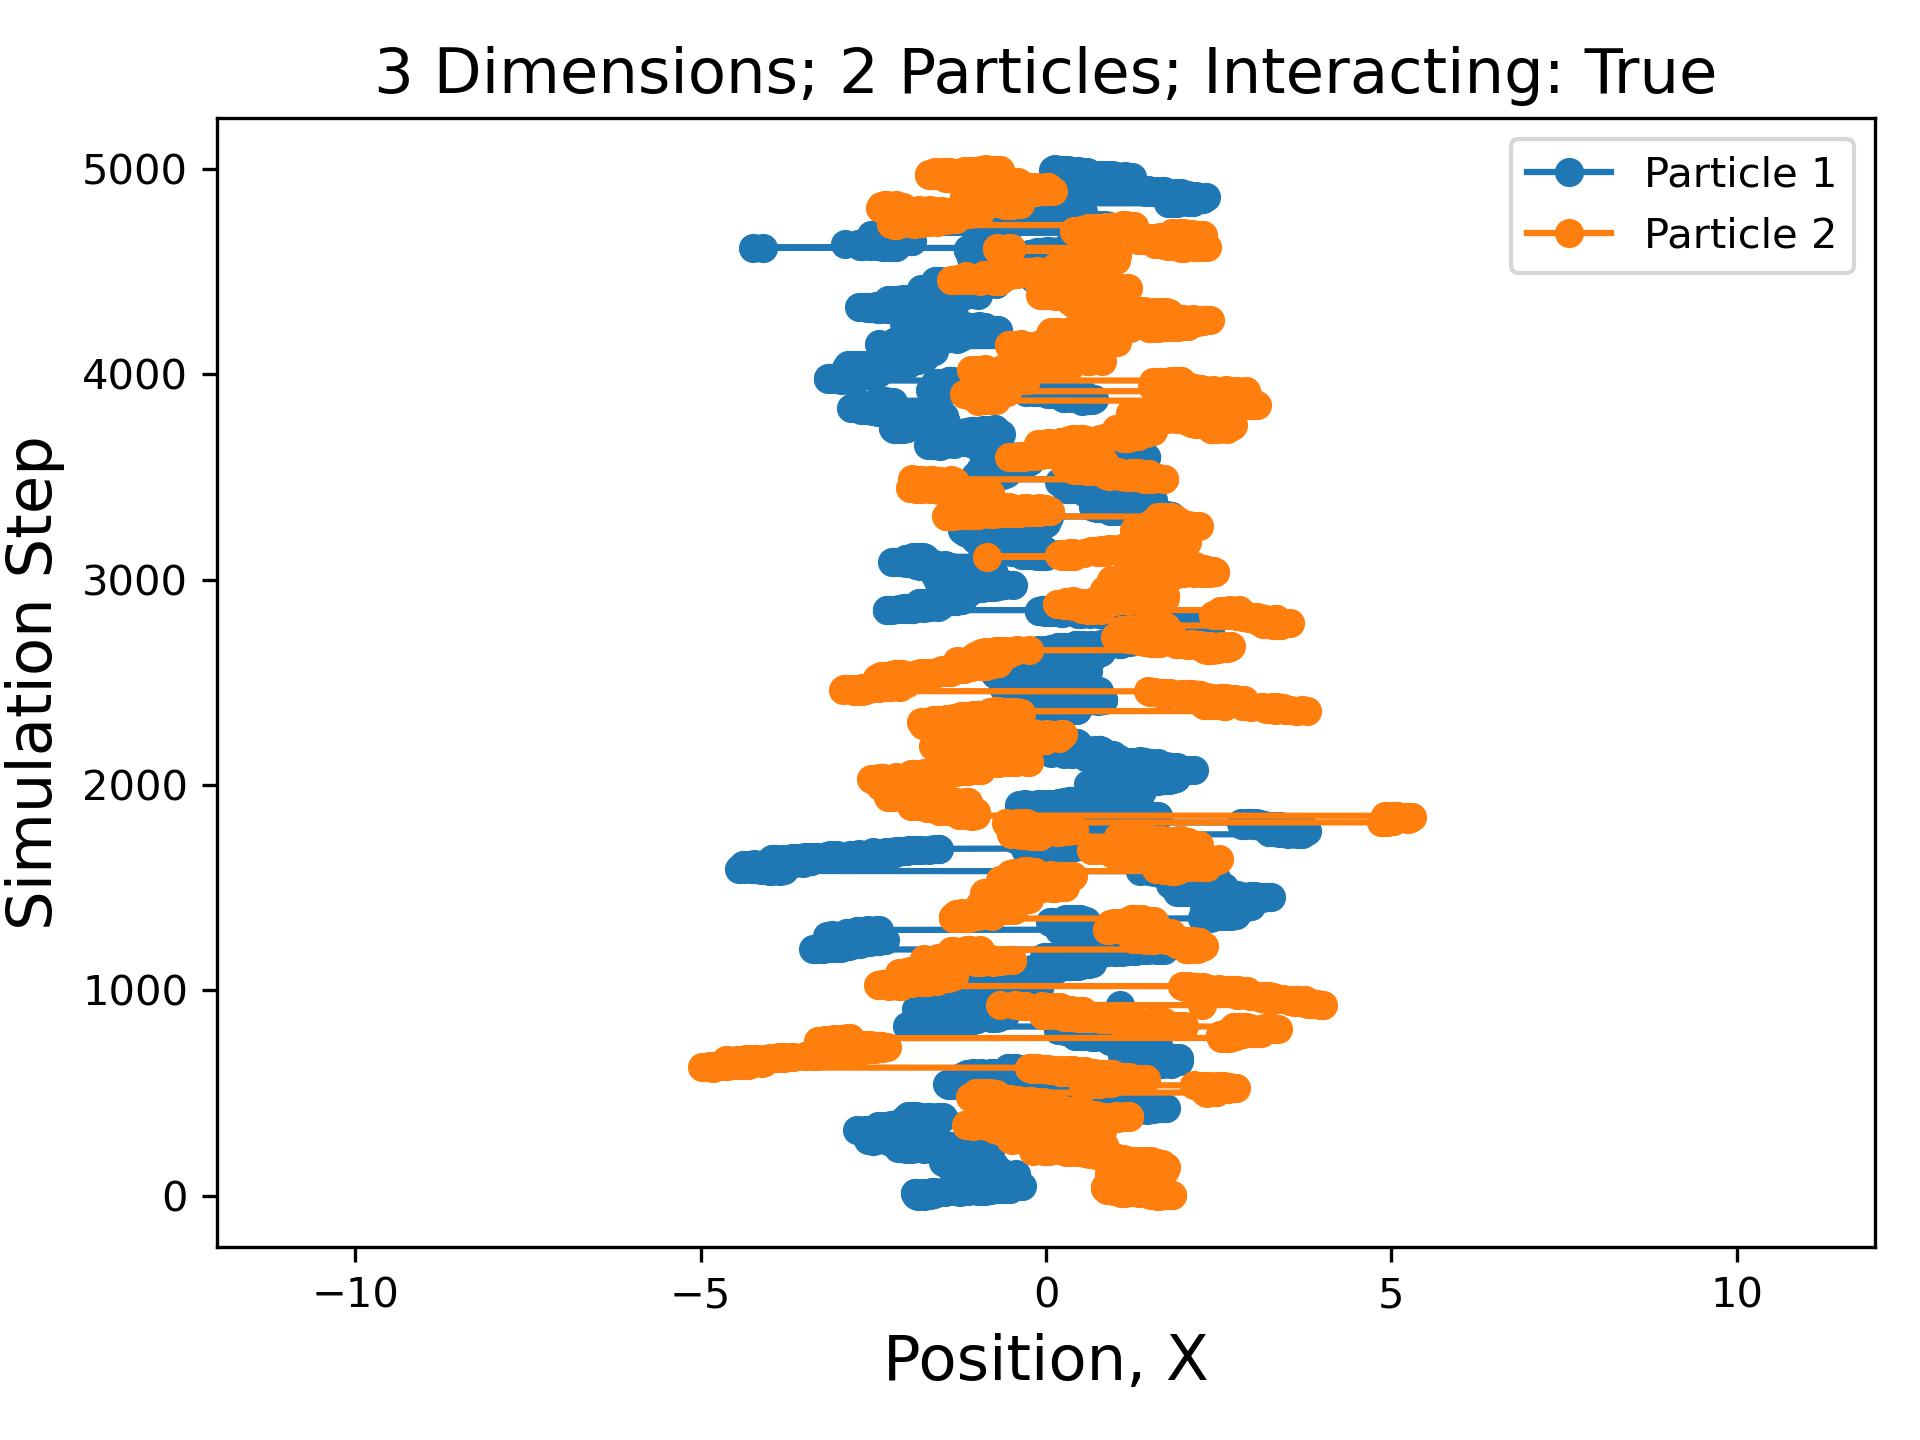 3 Dimensions; 2 Particles; Interacting: True
Particle 1
Particle 2
Simulation Step
5000
4000
3000
2000
1000
0
−10
−5
0
5
10
Position, X